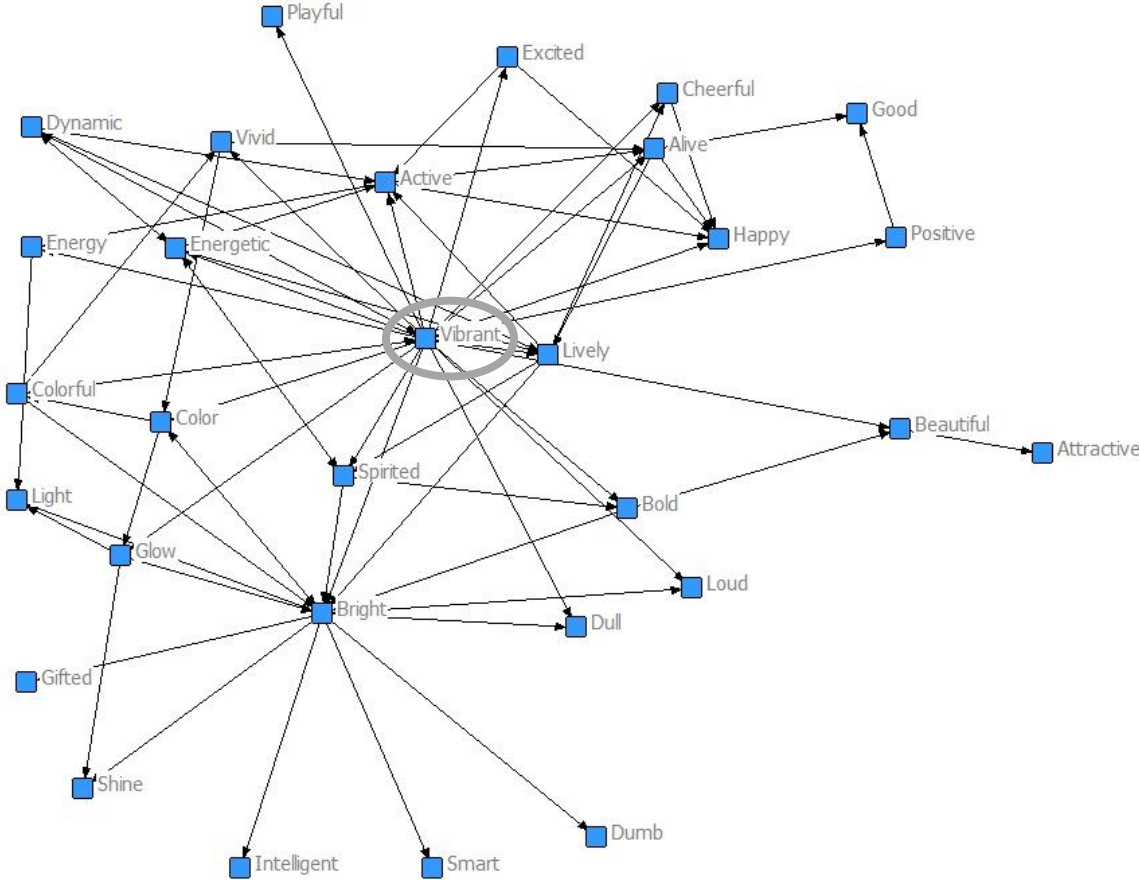 Playful
Excited
Cheerful
Good
Dynamic
Vivid
Alive
Active
Energy
Energetic
Happy
Positive
Vibrant
Lively
Colorful
Color
Beautiful
Attractive
Spirited
Light
Bold
Glow
Loud
Bright
Dull
Gifted
Shine
Dumb
Intelligent
Smart